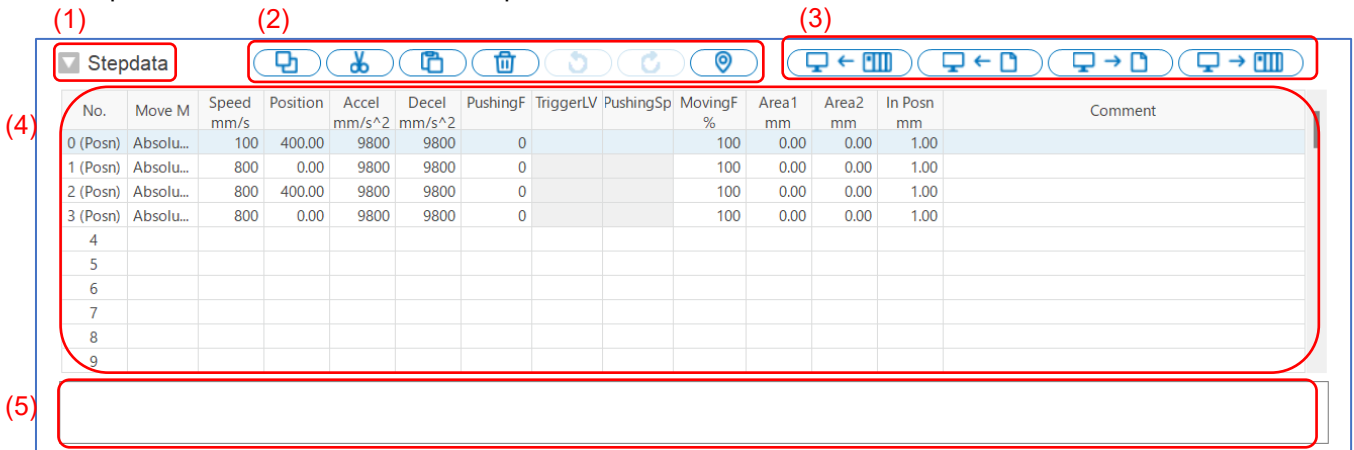 (1) (2) (3)
Stepdata
(4)
No. Move M Speed mm/s Position Accel mm/s^2 Decel mm/s^2 PushingF TriggerLV PushingSp MovingF % Area1 mm Area2 mm In Posn mm Comment
0 (Posn) Absolu... 100 400.00 9800 9800 0 100 0.00 0.00 1.00
1 (Posn) Absolu... 800 0.00 9800 9800 0 100 0.00 0.00 1.00
2 (Posn) Absolu... 800 400.00 9800 9800 0 100 0.00 0.00 1.00
3 (Posn) Absolu... 800 0.00 9800 9800 0 100 0.00 0.00 1.00
4
5
6
7
8
9
(5)